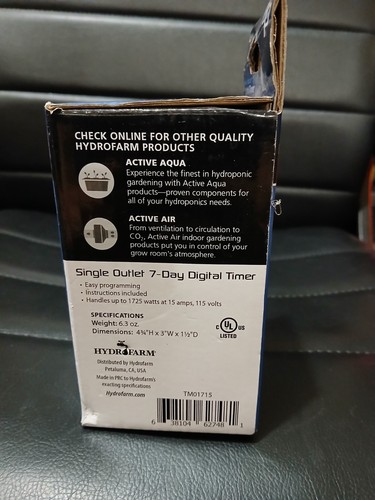 CHECK ONLINE FOR OTHER QUALITY
HYDROFARM PRODUCTS
ACTIVE AQUA
Experience the finest in hydroponic
gardening with Active Aqua
products—proven components for
all of your hydroponics needs.
ACTIVE AIR
From ventilation to circulation to
CO₂, Active Air indoor gardening
products put you in control of your
grow room's atmosphere.
Single Outlet 7-Day Digital Timer
• Easy programming
• Instructions included
• Handles up to 1725 watts at 15 amps, 115 volts
SPECIFICATIONS
Weight: 6.3 oz.
Dimensions: 4¾"H x 3"W x 1½"D
C UL US
LISTED
HYDROFARM
Distributed by Hydrofarm
Petaluma, CA, USA
Made in PRC to Hydrofarm's
exacting specifications
Hydrofarm.com
TM01715
6 38104 62748 1